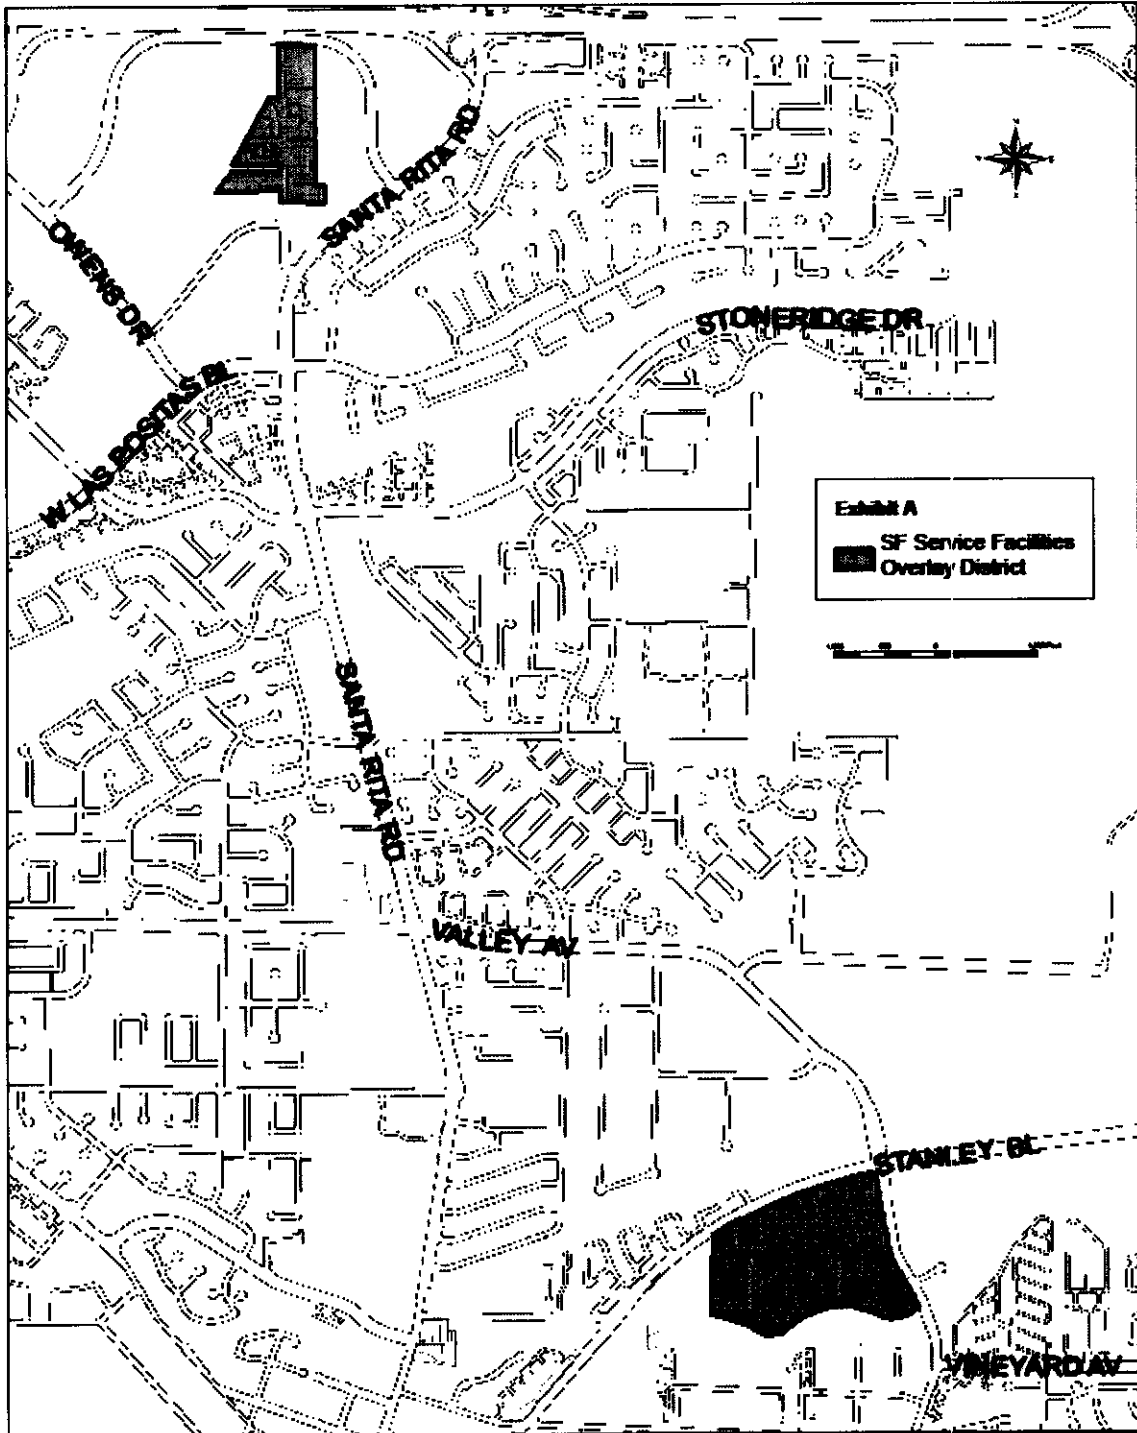 SANTA RITA RD
OWENS DR
STONERIDGE DR
W LAS POSITAS BL
Exhibit A
SF Service Facilities
Overlay District
SANTA RITA RD
VALLEY AV
STANLEY BL
VINEYARD AV